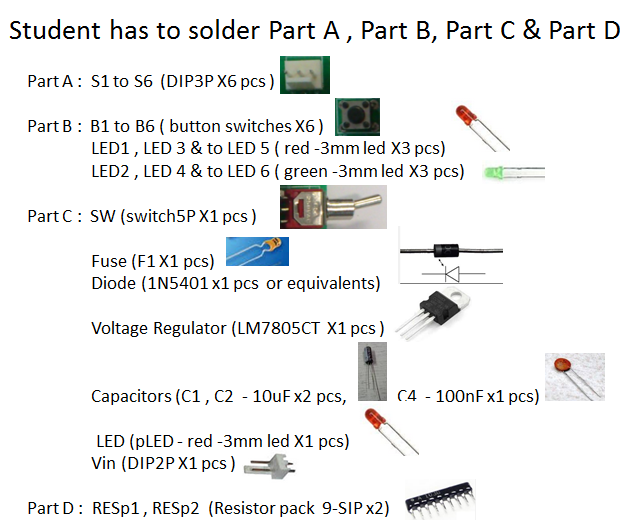 Student has to solder Part A , Part B, Part C & Part D
Part A : S1 to S6 (DIP3P X6 pcs )
Part B : B1 to B6 ( button switches X6 )
LED1 , LED 3 & to LED 5 ( red -3mm led X3 pcs)
LED2 , LED 4 & to LED 6 ( green -3mm led X3 pcs)
Part C : SW (switch5P X1 pcs )
Fuse (F1 X1 pcs)
Diode (1N5401 x1 pcs or equivalents)
Voltage Regulator (LM7805CT X1 pcs )
Capacitors (C1 , C2 - 10uF x2 pcs, C4 - 100nF x1 pcs)
LED (pLED - red -3mm led X1 pcs)
Vin (DIP2P X1 pcs )
Part D : RESp1 , RESp2 (Resistor pack 9-SIP x2)